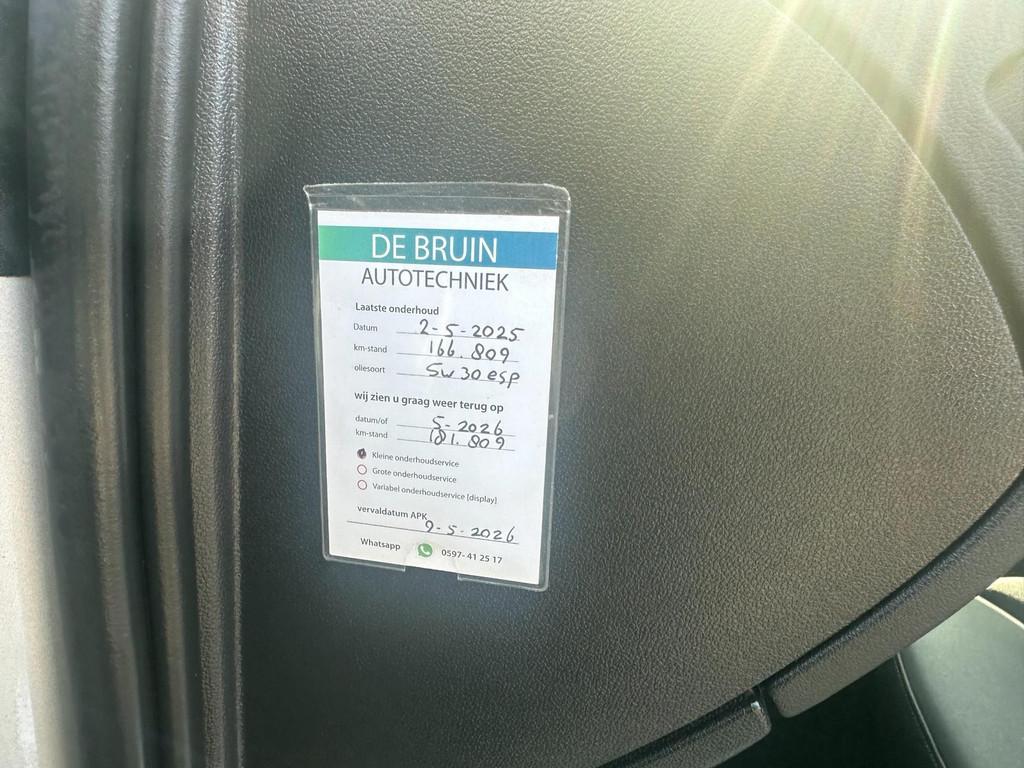 DE BRUIN
AUTOTECHNIEK
Laatste onderhoud
Datum 2-5-2025
km-stand 166.809
oliesoort 5w30 esp
wij zien u graag weer terug op
datum/of 5-2026
km-stand 181.809
Kleine onderhoudservice
Grote onderhoudservice
Variabel onderhoudservice [display]
vervaldatum APK 9-5-2026
Whatsapp 0597- 41 25 17